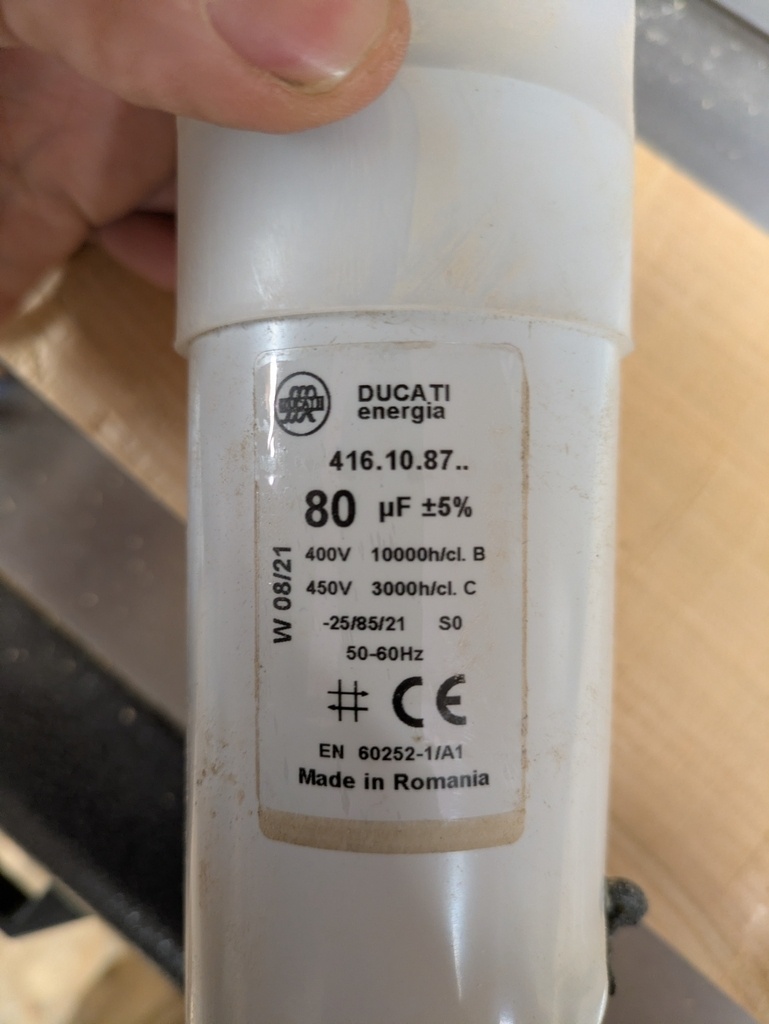 DUCATI
DUCATI
energia
416.10.87..
80 µF ±5%
400V 10000h/cl. B
450V 3000h/cl. C
W 08/21
-25/85/21 S0
50-60Hz
CE
EN 60252-1/A1
Made in Romania